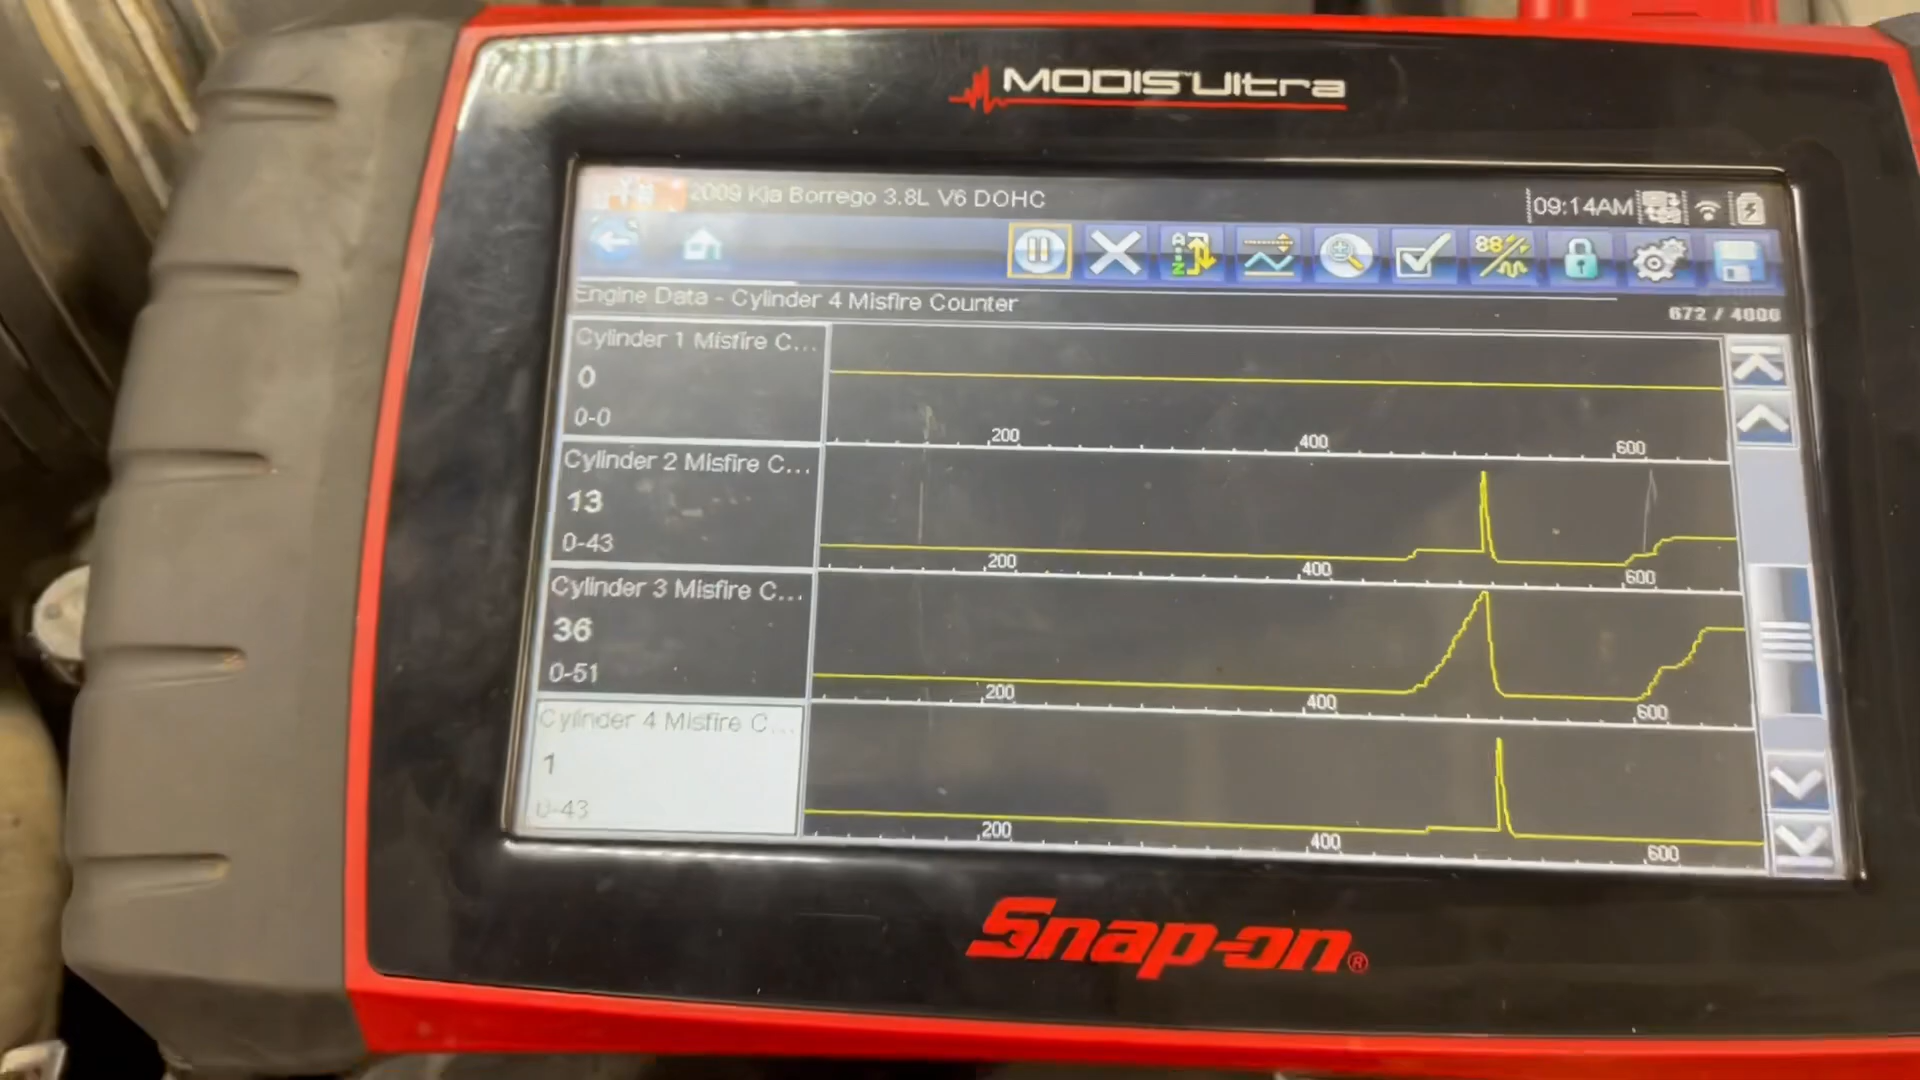 MODIS Ultra
2009 Kia Borrego 3.8L V6 DOHC
09:14AM
Engine Data - Cylinder 4 Misfire Counter
672 / 4000
Cylinder 1 Misfire C...
0
0-0
200 400 600
Cylinder 2 Misfire C...
13
0-43
200 400 600
Cylinder 3 Misfire C...
36
0-51
200 400 600
Cylinder 4 Misfire C...
1
0-43
200 400 600
Snap-on®